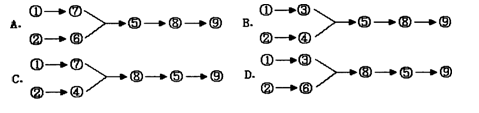 A. ①→⑦ →⑤→⑧→⑨
②→⑥
B. ①→③ →⑤→⑧→⑨
②→④
C. ①→⑦ →⑧→⑤→⑨
②→④
D. ①→③ →⑧→⑤→⑨
②→⑥